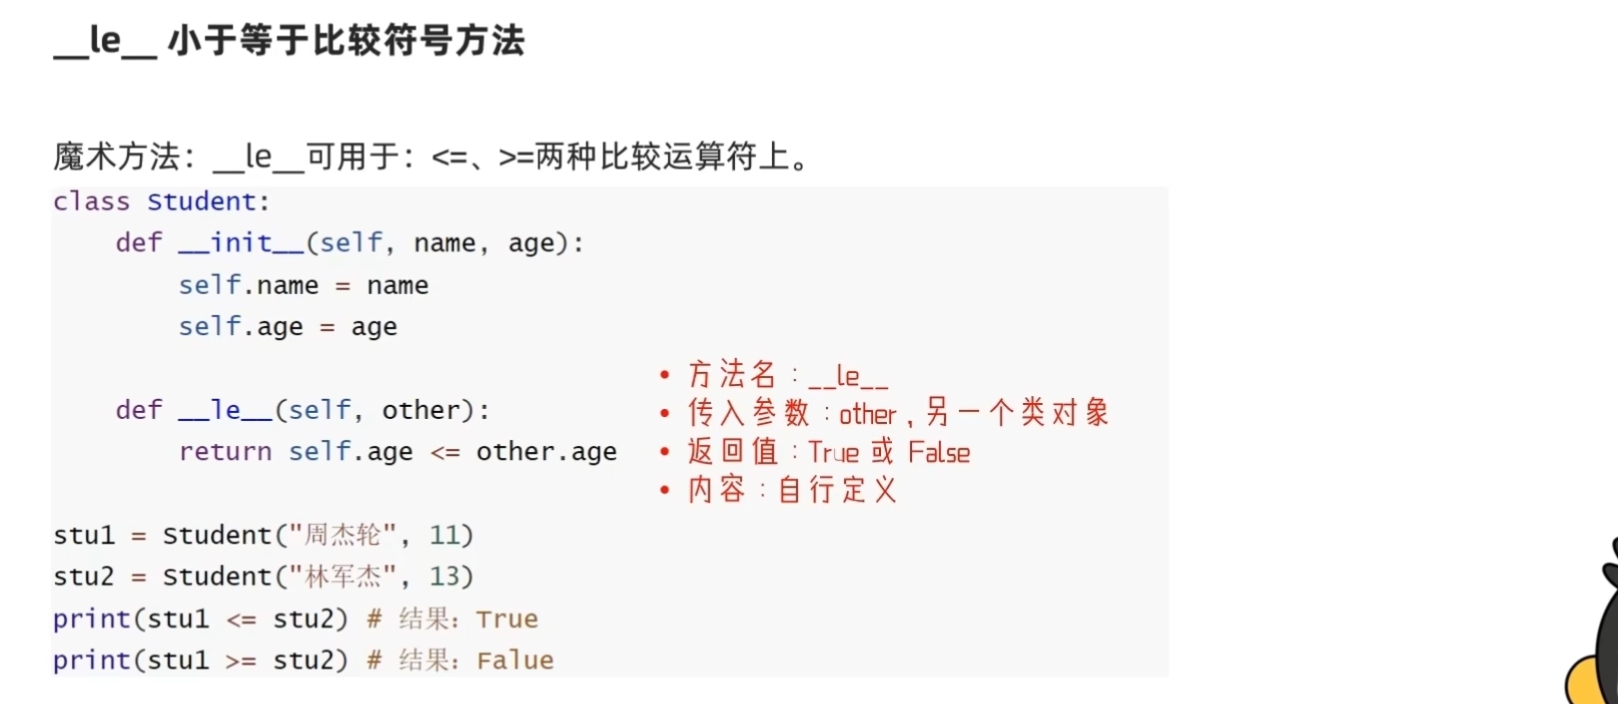 __le__ 小于等于比较符号方法
魔术方法：__le__可用于：<=、>=两种比较运算符上。
class Student:
    def __init__(self, name, age):
        self.name = name
        self.age = age
    def __le__(self, other):
        return self.age <= other.age
• 方法名：__le__
• 传入参数：other，另一个类对象
• 返回值：True 或 False
• 内容：自行定义
stu1 = Student("周杰轮", 11)
stu2 = Student("林军杰", 13)
print(stu1 <= stu2) # 结果：True
print(stu1 >= stu2) # 结果：Falue